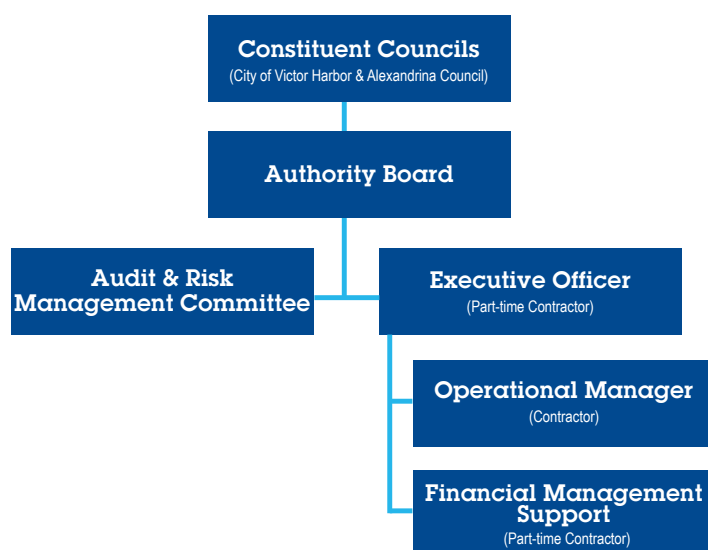 Constituent Councils
(City of Victor Harbor & Alexandrina Council)
Authority Board
Audit & Risk
Management Committee
Executive Officer
(Part-time Contractor)
Operational Manager
(Contractor)
Financial Management
Support
(Part-time Contractor)